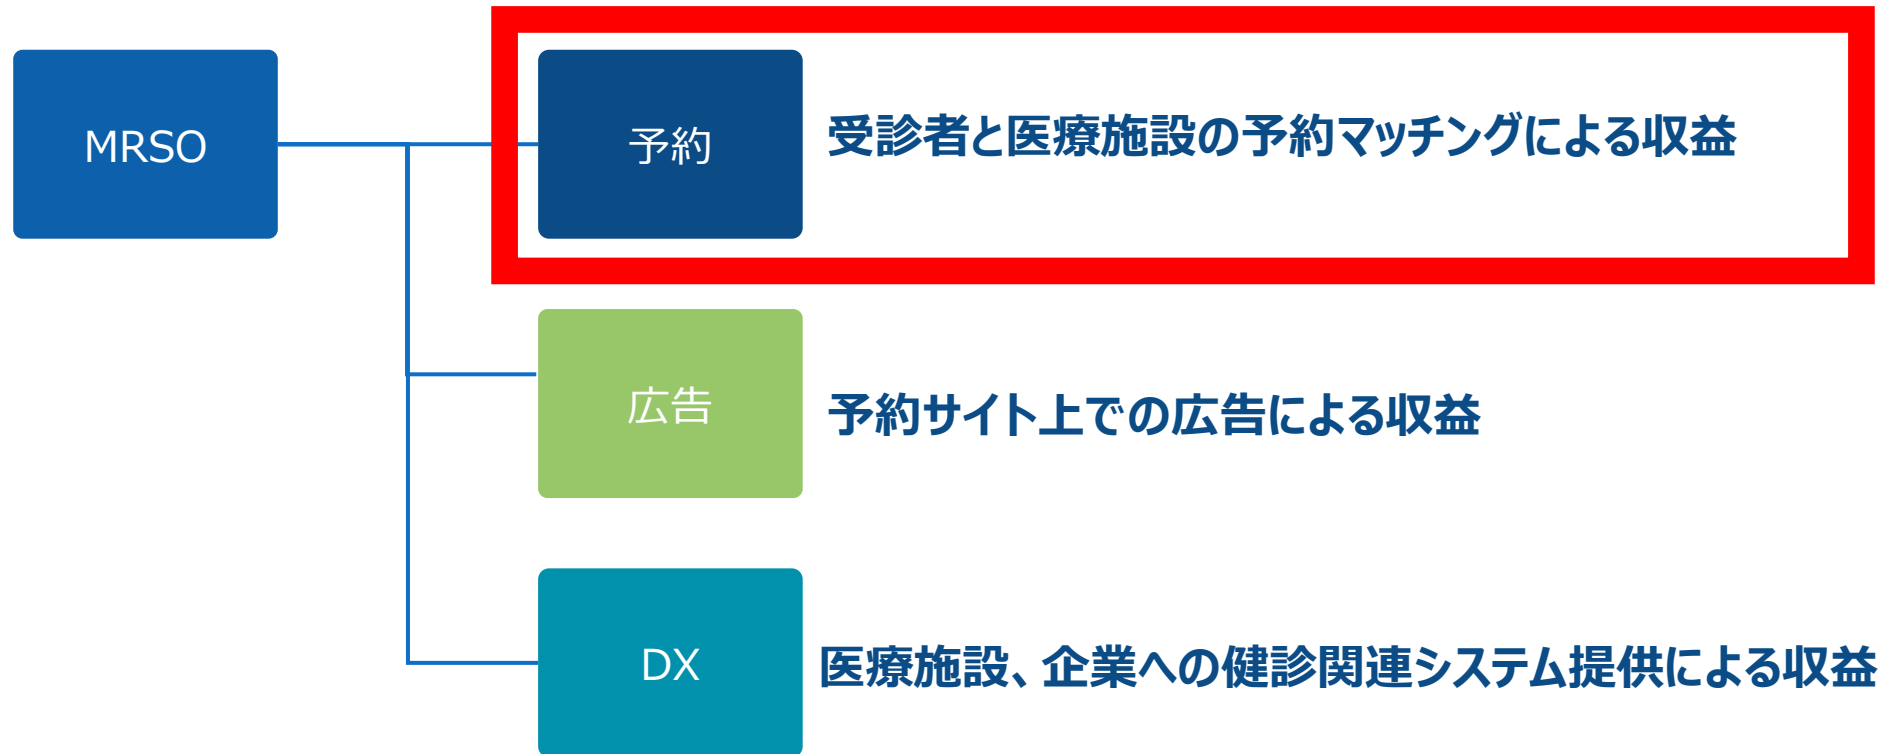 MRSO
予約
受診者と医療施設の予約マッチングによる収益
広告
予約サイト上での広告による収益
DX
医療施設、企業への健診関連システム提供による収益